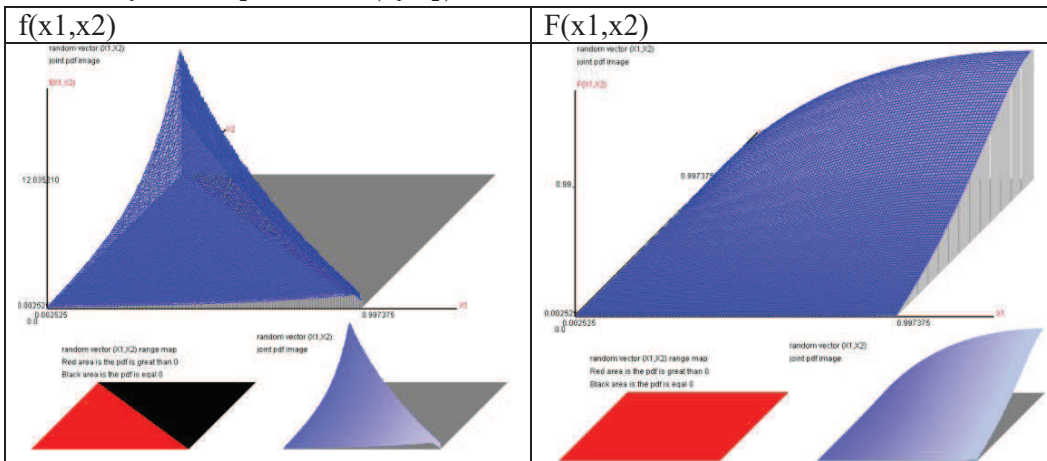 f(x1,x2)
random vector (X1,X2)
joint pdf image
f(X1,X2)
X2
12.035310
0.002525
0.002525
0.0
0.997375
x1
random vector (X1,X2) range map
Red area is the pdf is great than 0
Black area is the pdf is eqal 0
random vector (X1,X2)
joint pdf image
F(x1,x2)
random vector (X1,X2)
joint pdf image
F(X1,X2)
0.997375
0.99
0.002525
0.002525
0.0
0.997375
x1
random vector (X1,X2) range map
Red area is the pdf is great than 0
Black area is the pdf is eqal 0
random vector (X1,X2)
joint pdf image